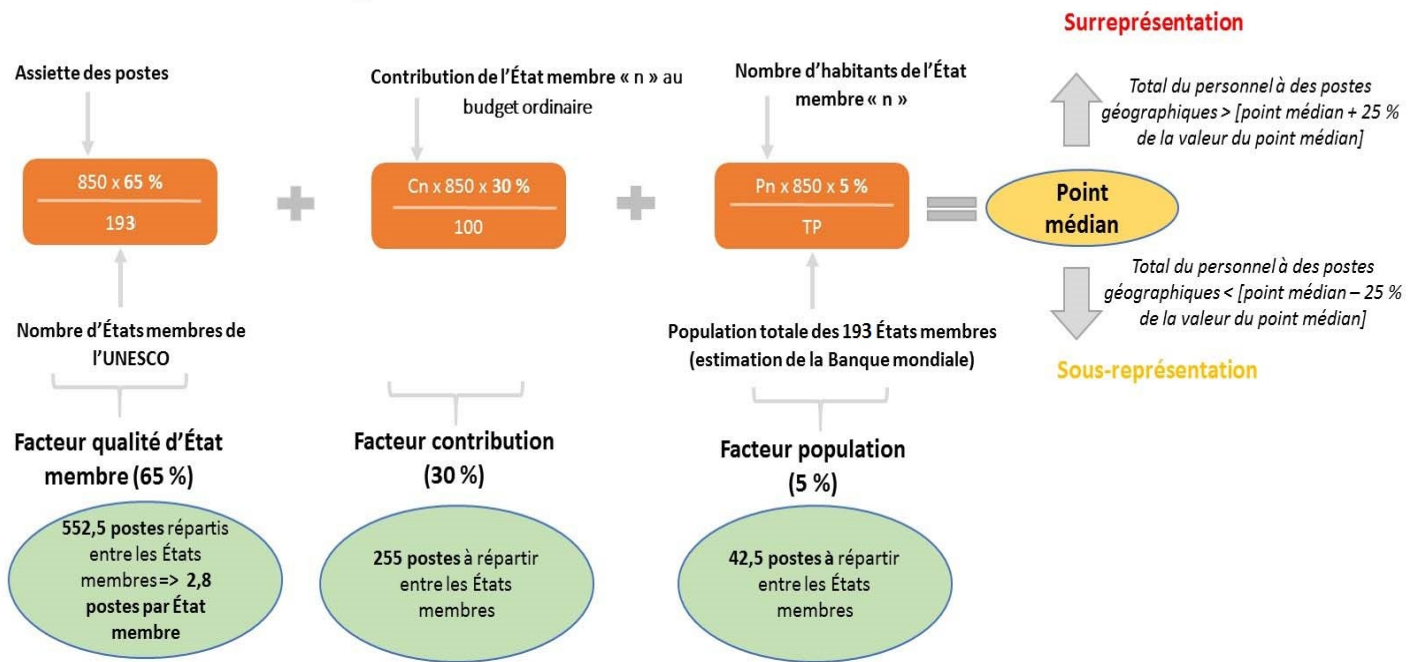 Surreprésentation
Assiette des postes
Contribution de l’État membre « n » au
budget ordinaire
Nombre d’habitants de l’État
membre « n »
Total du personnel à des postes
géographiques > [point médian + 25 %
de la valeur du point médian]
850 x 65 %
193
Cn x 850 x 30 %
100
Pn x 850 x 5 %
TP
Point
médian
Total du personnel à des postes
géographiques < [point médian – 25 %
de la valeur du point médian]
Nombre d’États membres de
l’UNESCO
Population totale des 193 États membres
(estimation de la Banque mondiale)
Sous-représentation
Facteur qualité d’État
membre (65 %)
Facteur contribution
(30 %)
Facteur population
(5 %)
552,5 postes répartis
entre les États
membres => 2,8
postes par État
membre
255 postes à répartir
entre les États
membres
42,5 postes à répartir
entre les États
membres